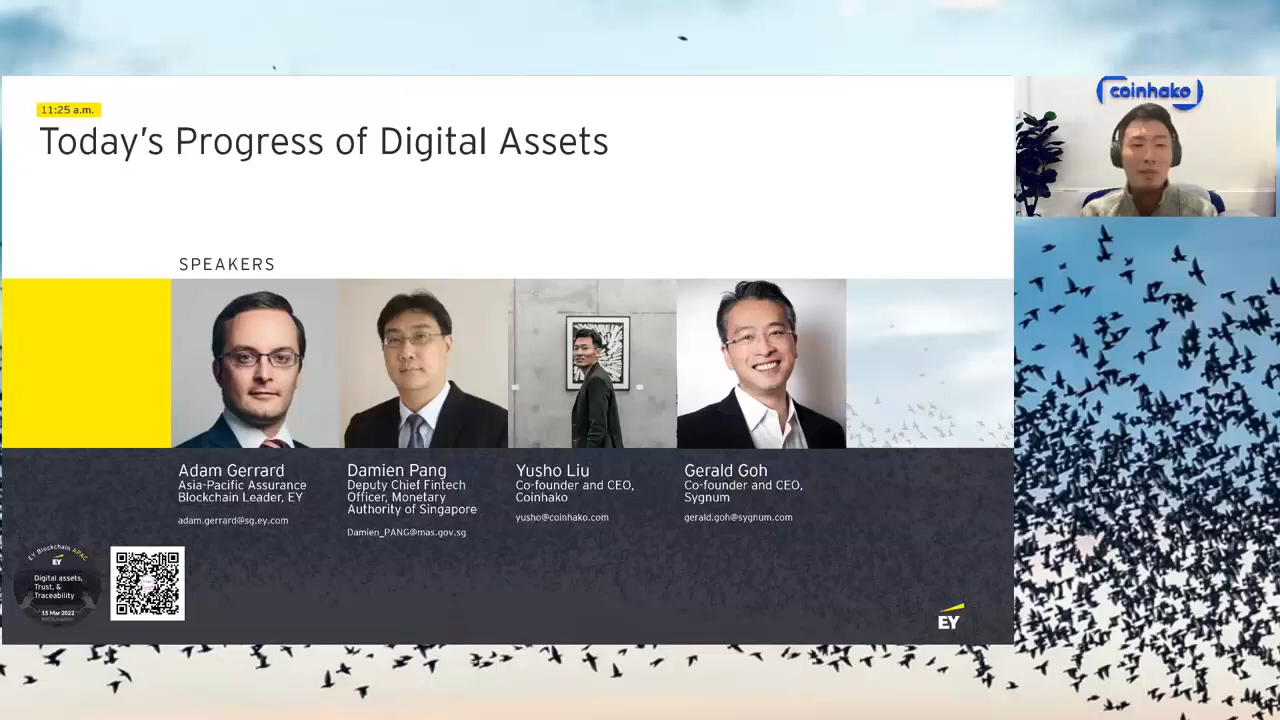 coinhako
11:25 a.m.
Today's Progress of Digital Assets
SPEAKERS
Adam Gerrard
Asia-Pacific Assurance
Blockchain Leader, EY
adam.gerrard@sg.ey.com
Damien Pang
Deputy Chief Fintech
Officer, Monetary
Authority of Singapore
Damien_PANG@mas.gov.sg
Yusho Liu
Co-founder and CEO,
Coinhako
yusho@coinhako.com
Gerald Goh
Co-founder and CEO,
Sygnum
gerald.goh@sygnum.com
EY Blockchain APAC
EY
Digital assets,
Trust, &
Traceability
15 Mar 2022
EY